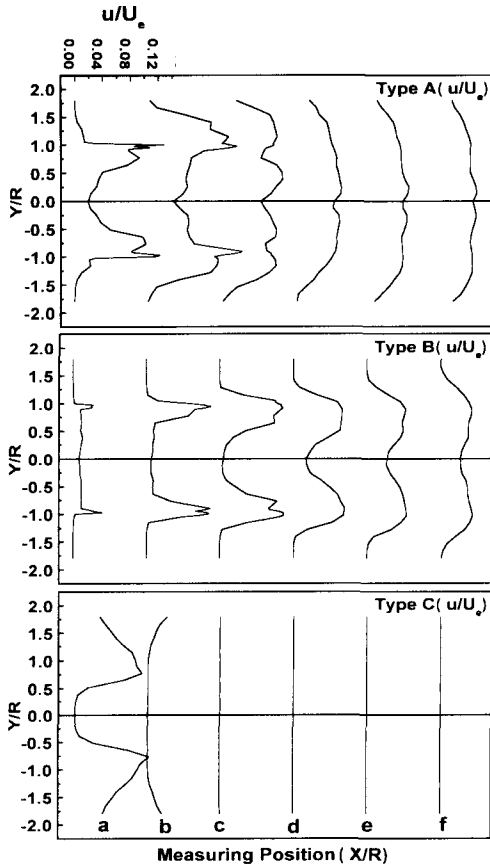 u/Uₑ
0.00 0.04 0.08 0.12
Type A( u/Uₑ)
2.0
1.5
1.0
0.5
0.0
-0.5
-1.0
-1.5
-2.0
Y/R
Type B( u/Uₑ)
2.0
1.5
1.0
0.5
0.0
-0.5
-1.0
-1.5
-2.0
Y/R
Type C( u/Uₑ)
2.0
1.5
1.0
0.5
0.0
-0.5
-1.0
-1.5
-2.0
Y/R
a b c d e f
Measuring Position( X/R)